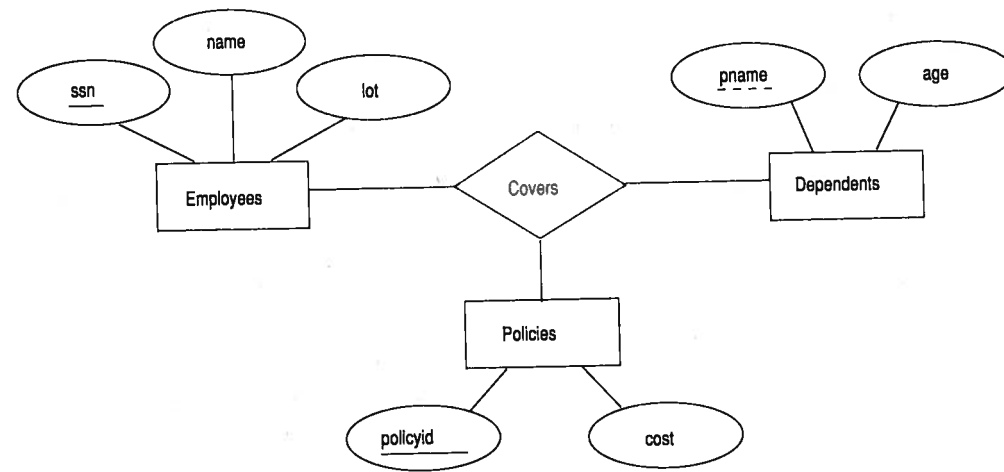 name
ssn
lot
pname
age
Employees
Covers
Dependents
Policies
policyid
cost